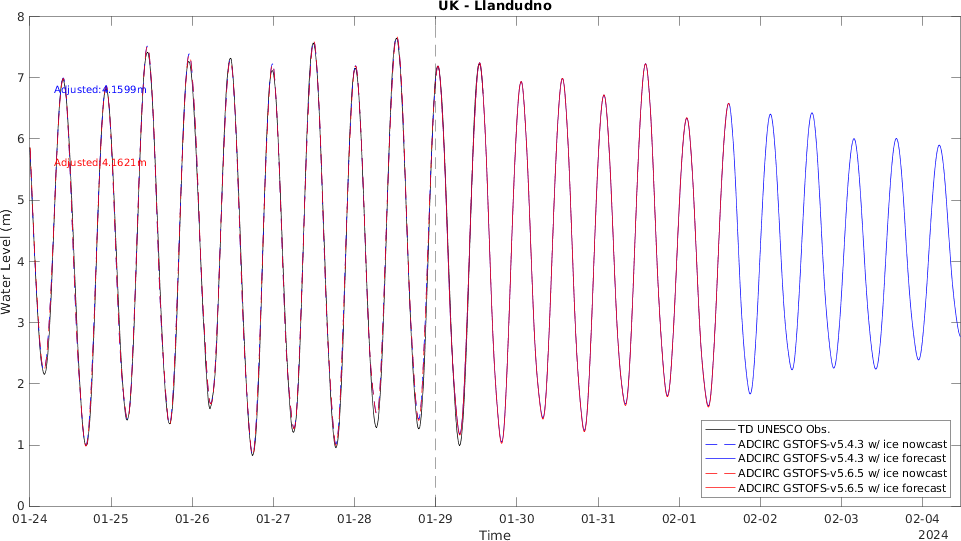 UK - Llandudno
8
7
6
5
4
3
2
1
0
Water Level (m)
Adjusted:4.1599m
Adjusted:4.1621m
TD UNESCO Obs.
ADCIRC GSTOFS-v5.4.3 w/ ice nowcast
ADCIRC GSTOFS-v5.4.3 w/ ice forecast
ADCIRC GSTOFS-v5.6.5 w/ ice nowcast
ADCIRC GSTOFS-v5.6.5 w/ ice forecast
01-24 01-25 01-26 01-27 01-28 01-29 01-30 01-31 02-01 02-02 02-03 02-04
Time
2024